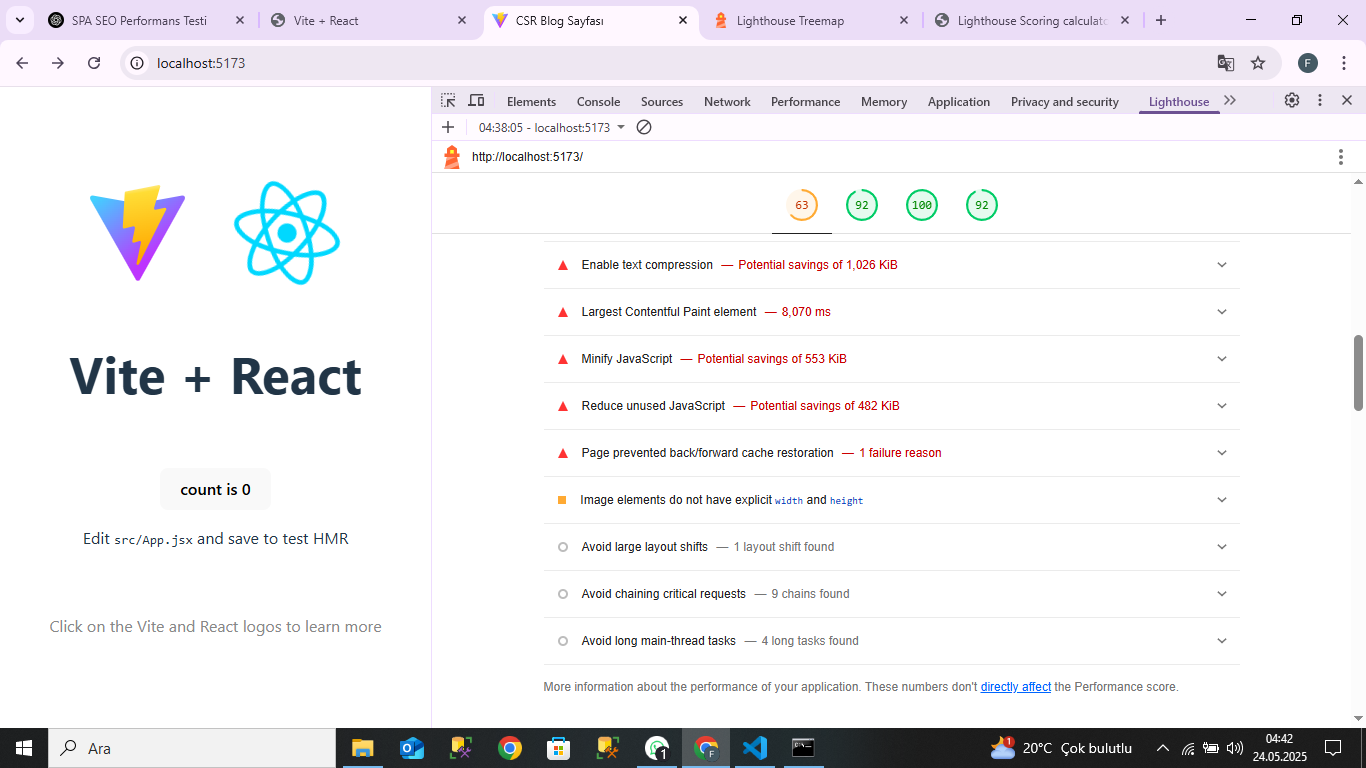 SPA SEO Performans Testi
Vite + React
CSR Blog Sayfası
Lighthouse Treemap
Lighthouse Scoring calculato
localhost:5173
F
Elements Console Sources Network Performance Memory Application Privacy and security Lighthouse
04:38:05 - localhost:5173
http://localhost:5173/
63 92 100 92
Enable text compression — Potential savings of 1,026 KiB
Largest Contentful Paint element — 8,070 ms
Minify JavaScript — Potential savings of 553 KiB
Reduce unused JavaScript — Potential savings of 482 KiB
Page prevented back/forward cache restoration — 1 failure reason
Image elements do not have explicit width and height
Avoid large layout shifts — 1 layout shift found
Avoid chaining critical requests — 9 chains found
Avoid long main-thread tasks — 4 long tasks found
More information about the performance of your application. These numbers don't directly affect the Performance score.
Vite + React
count is 0
Edit src/App.jsx and save to test HMR
Click on the Vite and React logos to learn more
Ara
1
F
1
20°C Çok bulutlu
04:42
24.05.2025